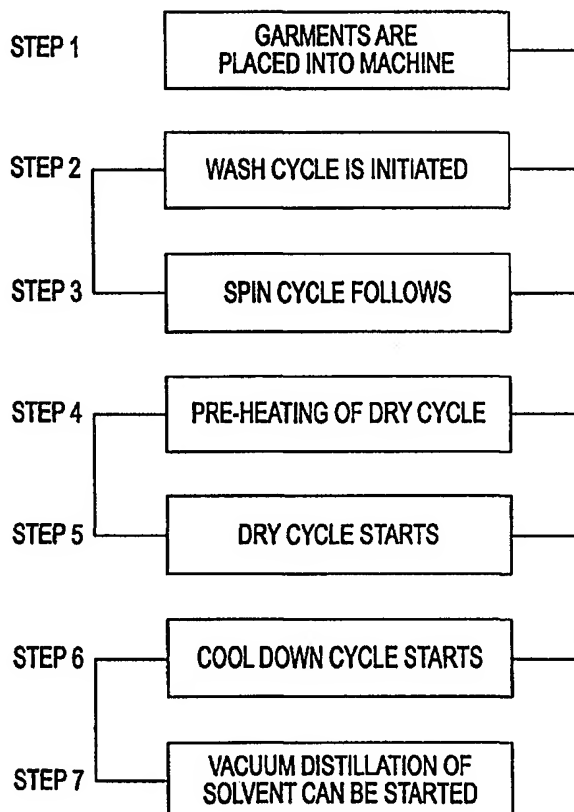 STEP 1
GARMENTS ARE
PLACED INTO MACHINE
STEP 2
WASH CYCLE IS INITIATED
STEP 3
SPIN CYCLE FOLLOWS
STEP 4
PRE-HEATING OF DRY CYCLE
STEP 5
DRY CYCLE STARTS
STEP 6
COOL DOWN CYCLE STARTS
STEP 7
VACUUM DISTILLATION OF
SOLVENT CAN BE STARTED